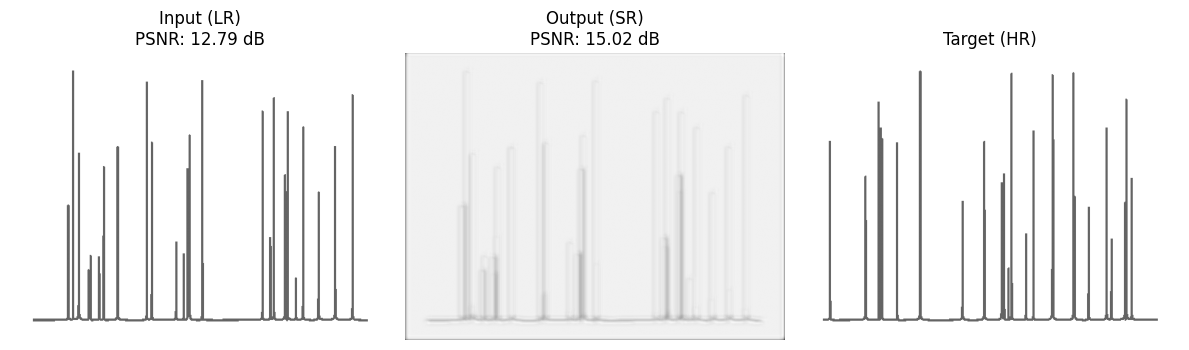 Input (LR)
PSNR: 12.79 dB
Output (SR)
PSNR: 15.02 dB
Target (HR)